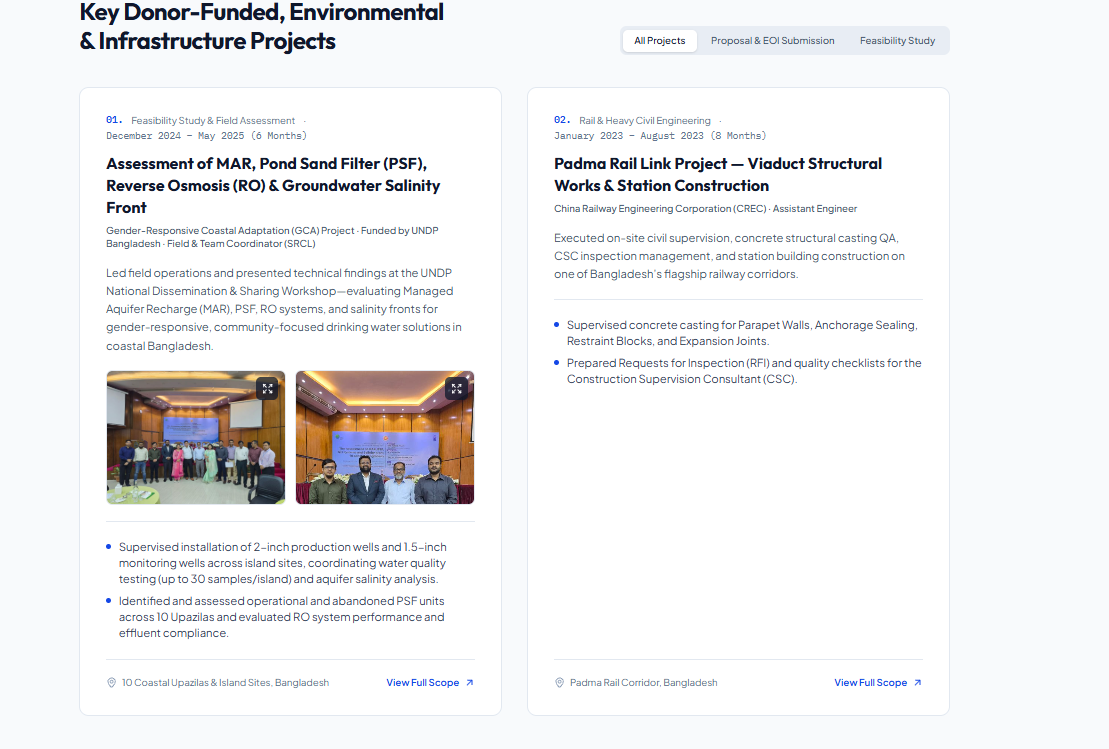 Key Donor-Funded, Environmental
& Infrastructure Projects
All Projects
Proposal & EOI Submission
Feasibility Study
01. Feasibility Study & Field Assessment ·
December 2024 – May 2025 (6 Months)
Assessment of MAR, Pond Sand Filter (PSF),
Reverse Osmosis (RO) & Groundwater Salinity
Front
Gender-Responsive Coastal Adaptation (GCA) Project · Funded by UNDP
Bangladesh · Field & Team Coordinator (SRCL)
Led field operations and presented technical findings at the UNDP
National Dissemination & Sharing Workshop—evaluating Managed
Aquifer Recharge (MAR), PSF, RO systems, and salinity fronts for
gender-responsive, community-focused drinking water solutions in
coastal Bangladesh.
Supervised installation of 2-inch production wells and 1.5-inch
monitoring wells across island sites, coordinating water quality
testing (up to 30 samples/island) and aquifer salinity analysis.
Identified and assessed operational and abandoned PSF units
across 10 Upazilas and evaluated RO system performance and
effluent compliance.
10 Coastal Upazilas & Island Sites, Bangladesh
View Full Scope
02. Rail & Heavy Civil Engineering ·
January 2023 – August 2023 (8 Months)
Padma Rail Link Project — Viaduct Structural
Works & Station Construction
China Railway Engineering Corporation (CREC) · Assistant Engineer
Executed on-site civil supervision, concrete structural casting QA,
CSC inspection management, and station building construction on
one of Bangladesh's flagship railway corridors.
Supervised concrete casting for Parapet Walls, Anchorage Sealing,
Restraint Blocks, and Expansion Joints.
Prepared Requests for Inspection (RFI) and quality checklists for the
Construction Supervision Consultant (CSC).
Padma Rail Corridor, Bangladesh
View Full Scope